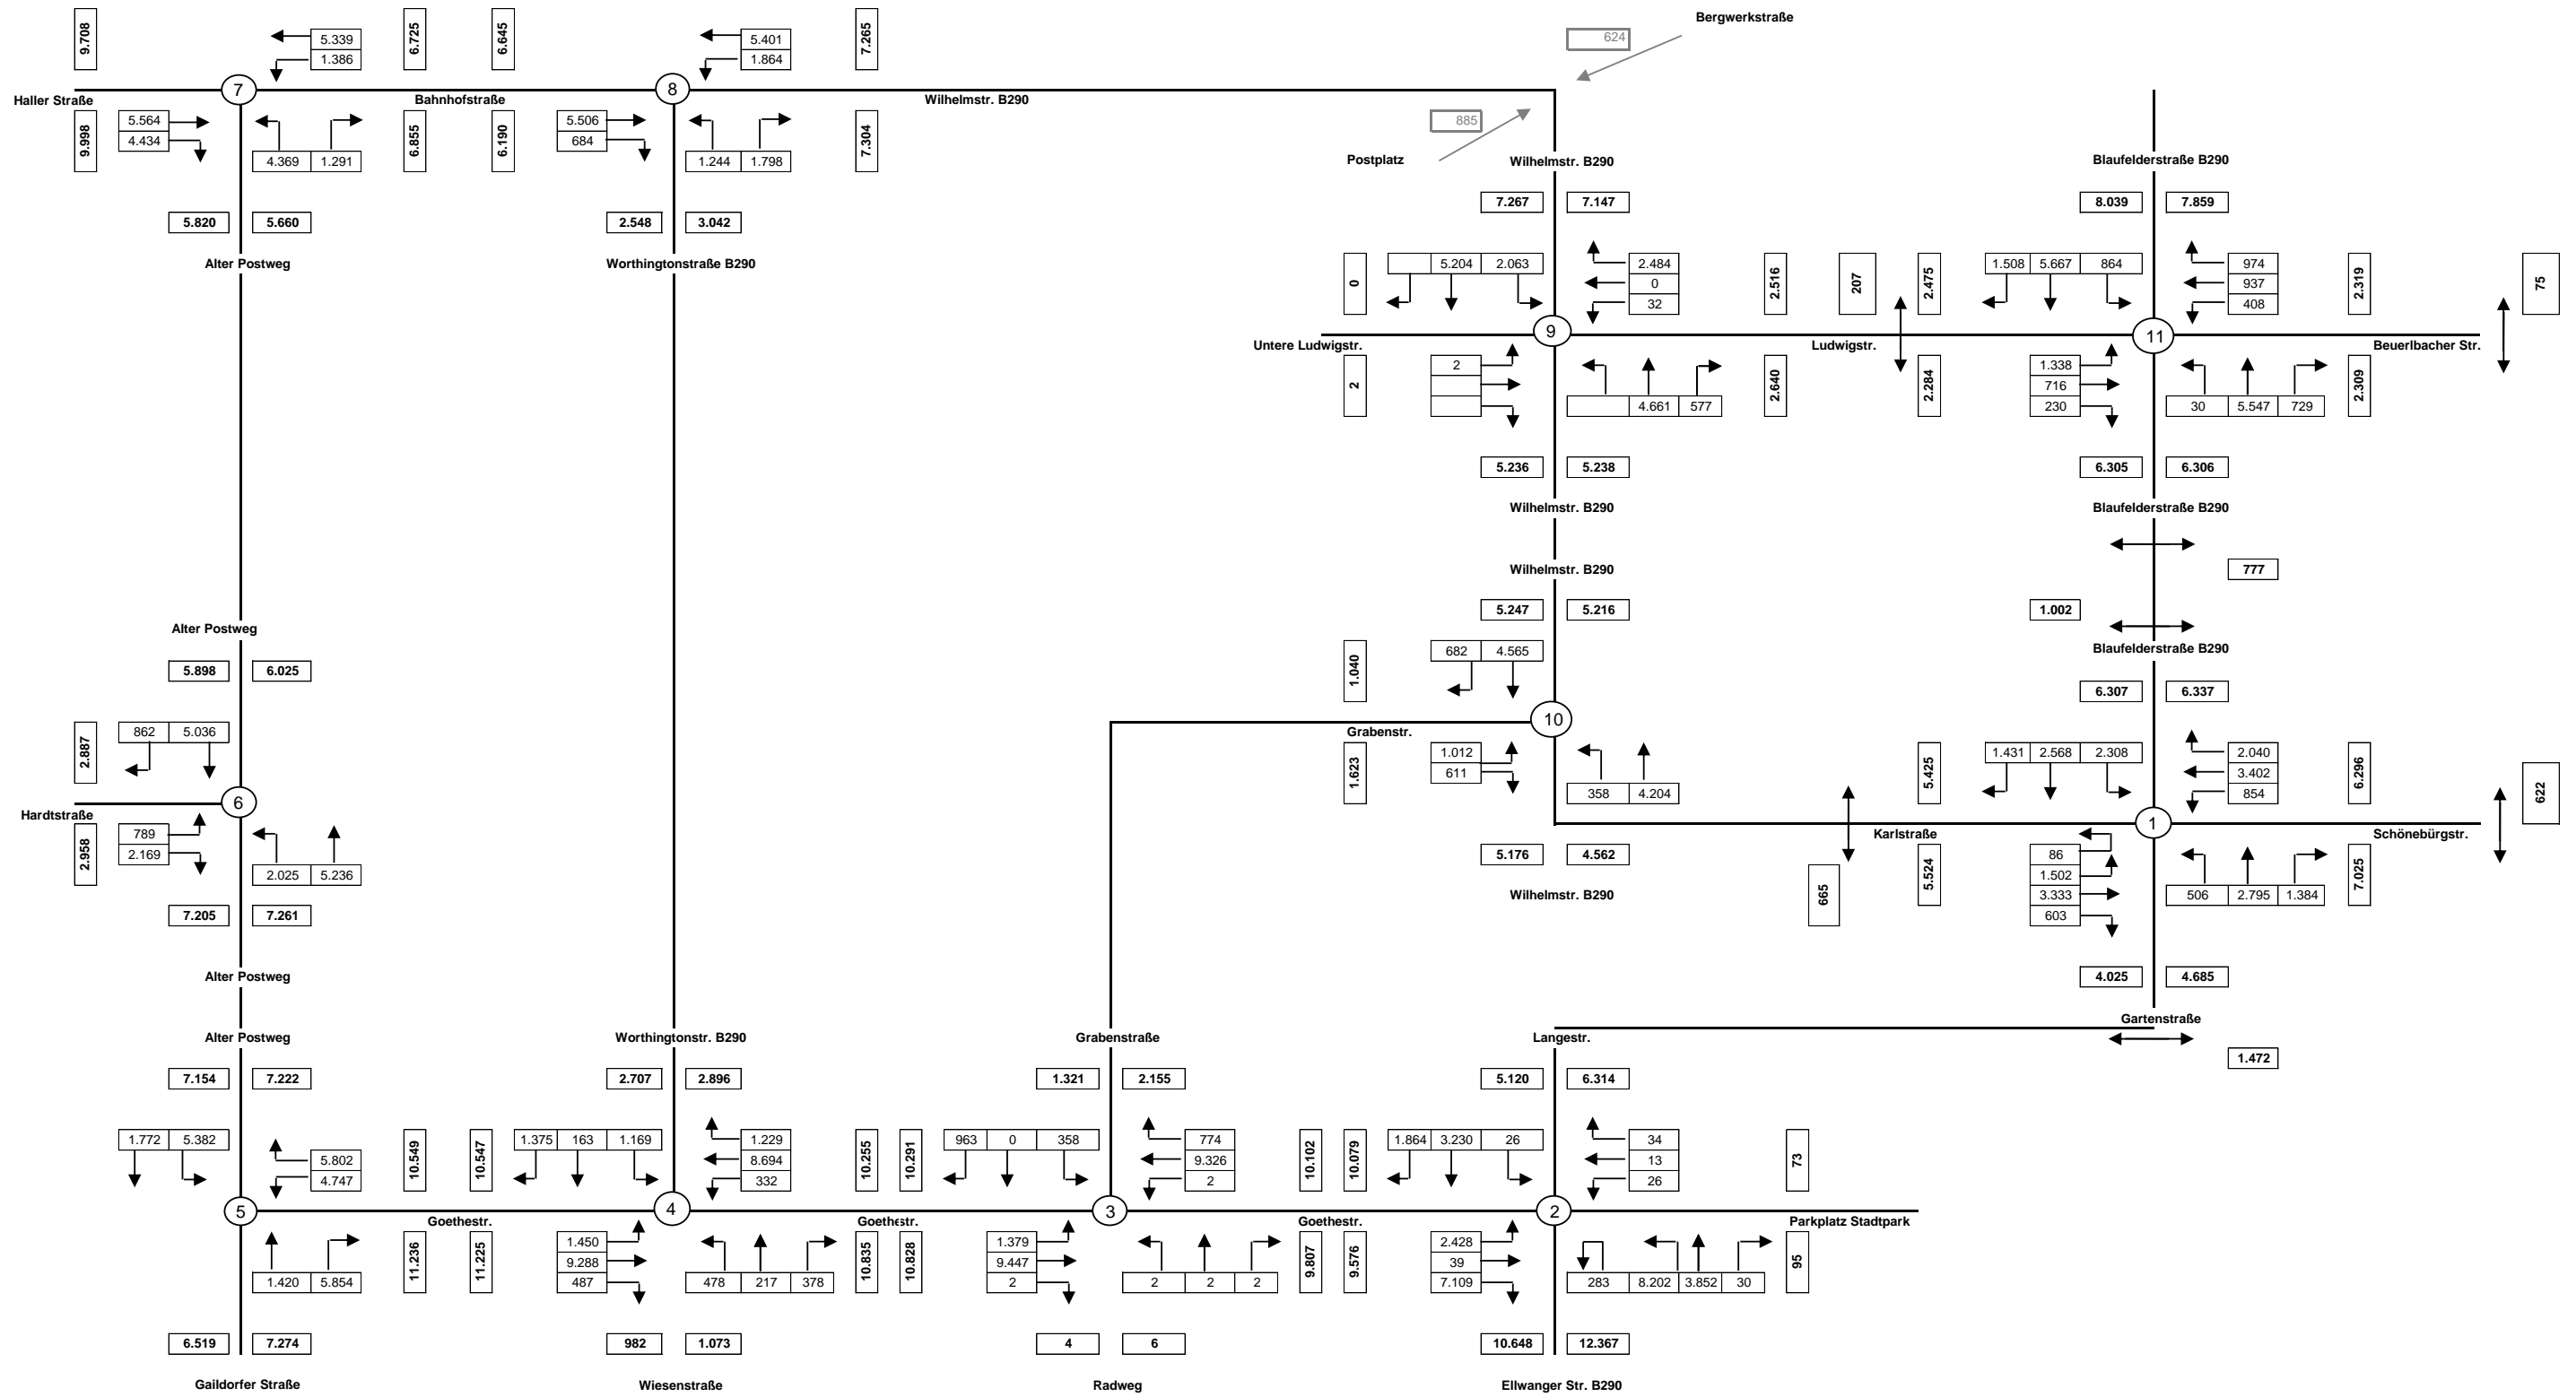 Bergwerkstraße
624
9.708
5.339
1.386
6.725
6.645
5.401
1.864
7.265
7
8
Haller Straße
Bahnhofstraße
Wilhelmstr. B290
9.998
5.564
4.434
4.369 1.291
6.855
6.190
5.506
684
1.244 1.798
7.304
885
Postplatz
Wilhelmstr. B290
Blaufelderstraße B290
5.820 5.660
2.548 3.042
7.267 7.147
8.039 7.859
Alter Postweg
Worthingtonstraße B290
0
5.204 2.063
2.484
0
32
2.516
207
2.475
1.508 5.667 864
974
937
408
2.319
75
9
11
Untere Ludwigstr.
Ludwigstr.
Beuerlbacher Str.
2
2
4.661 577
2.640
2.284
1.338
716
230
30 5.547 729
2.309
5.236 5.238
6.305 6.306
Wilhelmstr. B290
Blaufelderstraße B290
Wilhelmstr. B290
777
5.247 5.216
1.002
Alter Postweg
Blaufelderstraße B290
5.898 6.025
1.040
682 4.565
6.307 6.337
2.887
862 5.036
10
Grabenstr.
1.623
1.012
611
358 4.204
5.425
1.431 2.568 2.308
2.040
3.402
854
6.296
622
6
Hardtstraße
1
Karlstraße
Schönebürgstr.
2.958
789
2.169
2.025 5.236
5.176 4.562
Wilhelmstr. B290
665
5.524
86
1.502
3.333
603
506 2.795 1.384
7.025
7.205 7.261
Alter Postweg
4.025 4.685
Gartenstraße
Alter Postweg
Worthingtonstr. B290
Grabenstraße
Langestr.
1.472
7.154 7.222
2.707 2.896
1.321 2.155
5.120 6.314
1.772 5.382
5.802
4.747
10.549
10.547
1.375 163 1.169
1.229
8.694
332
10.255
10.291
963 0 358
774
9.326
2
10.102
10.079
1.864 3.230 26
34
13
26
73
5
4
3
2
Goethestr.
Goethestr.
Goethestr.
Parkplatz Stadtpark
1.420 5.854
11.236
11.225
1.450
9.288
487
478 217 378
10.835
10.828
1.379
9.447
2
2 2 2
9.807
9.576
2.428
39
7.109
283 8.202 3.852 30
95
6.519 7.274
982 1.073
4 6
10.648 12.367
Gaildorfer Straße
Wiesenstraße
Radweg
Ellwanger Str. B290